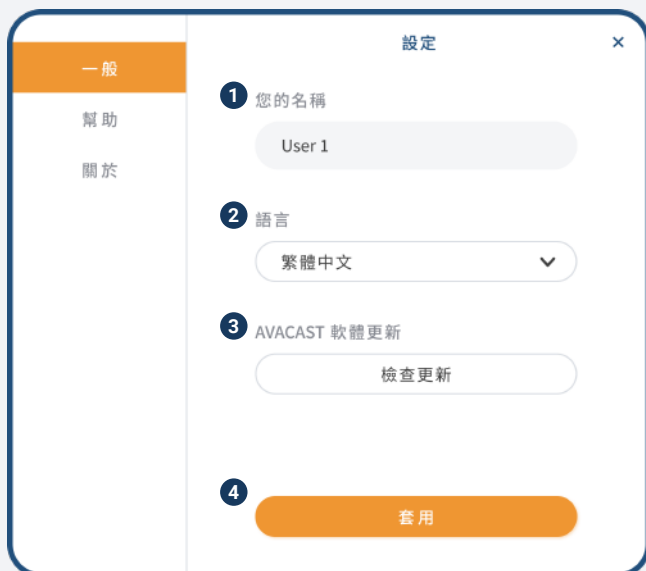 設定
×
一般
幫助
關於
1 您的名稱
User 1
2 語言
繁體中文
3 AVACAST 軟體更新
檢查更新
4
套用